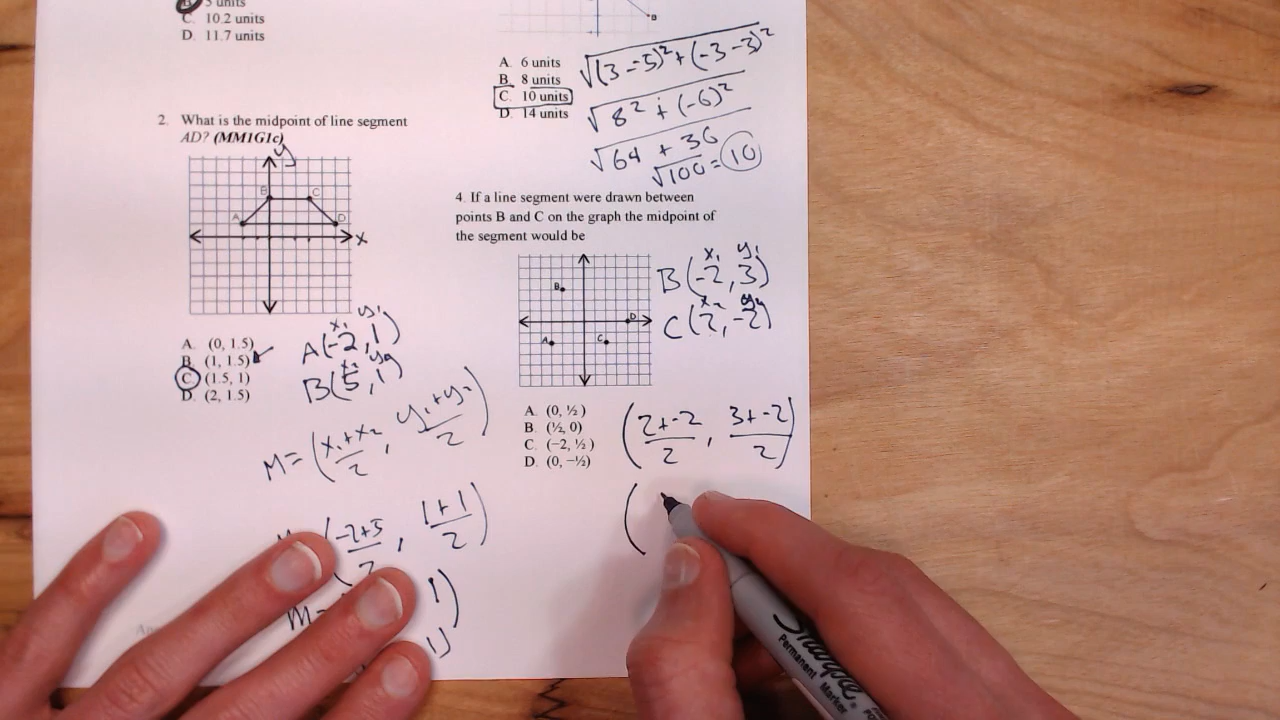 5 units
C. 10.2 units
D. 11.7 units
2. What is the midpoint of line segment
AD? (MM1G1c)
y
B C
A D
x
A. (0, 1.5)
B. (1, 1.5)
C. (1.5, 1)
D. (2, 1.5)
x₁ y₁
A(-2, 1)
x₂ y₂
B(5, 1)
M=(x₁+x₂/2, y₁+y₂/2)
(-2+5/2, 1+1/2)
M=
1)
1)
B
A. 6 units
B. 8 units
C. 10 units
D. 14 units
√(3--5)²+(-3-3)²
√8²+(-6)²
√64+36
√100=10
4. If a line segment were drawn between
points B and C on the graph the midpoint of
the segment would be
B
D
A C
x₁ y₁
B(-2, 3)
x₂ y₂
C(2, -2)
A. (0, ½ )
B. (½, 0)
C. (−2, ½ )
D. (0, −½)
(2+-2/2, 3+-2/2)
(
Sharpie
Permanent Marker